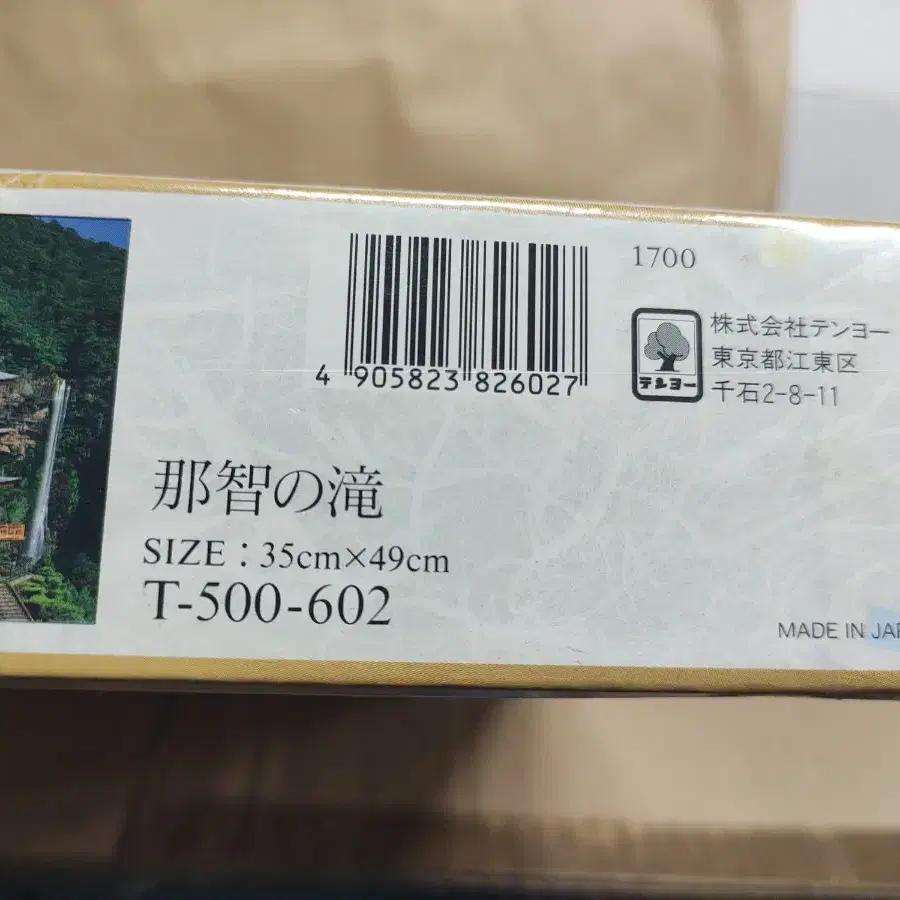 4 905823 826027
1700
テンヨー
株式会社テンヨー
東京都江東区
千石2-8-11
那智の滝
SIZE：35cm×49cm
T-500-602
MADE IN